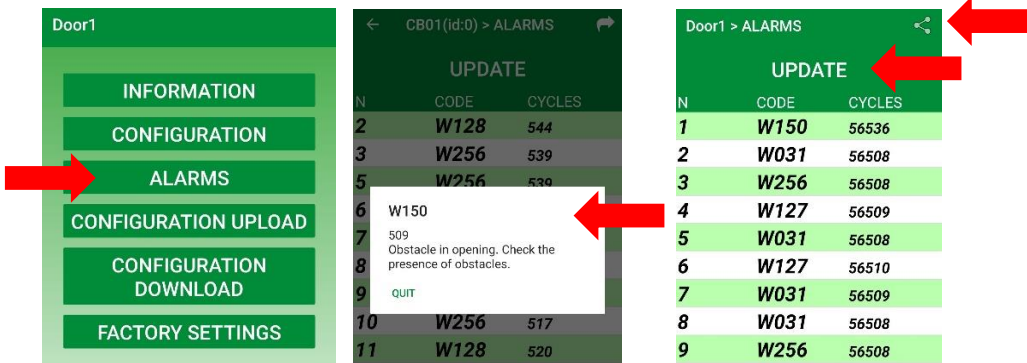 Door1
INFORMATION
CONFIGURATION
ALARMS
CONFIGURATION UPLOAD
CONFIGURATION
DOWNLOAD
FACTORY SETTINGS
CB01(id:0) > ALARMS
UPDATE
N CODE CYCLES
2 W128 544
3 W256 539
5 W256 539
6
7
8
9
W150
509
Obstacle in opening. Check the
presence of obstacles.
QUIT
10 W256 517
11 W128 520
Door1 > ALARMS
UPDATE
N CODE CYCLES
1 W150 56536
2 W031 56508
3 W256 56508
4 W127 56509
5 W031 56508
6 W127 56510
7 W031 56509
8 W031 56508
9 W256 56508